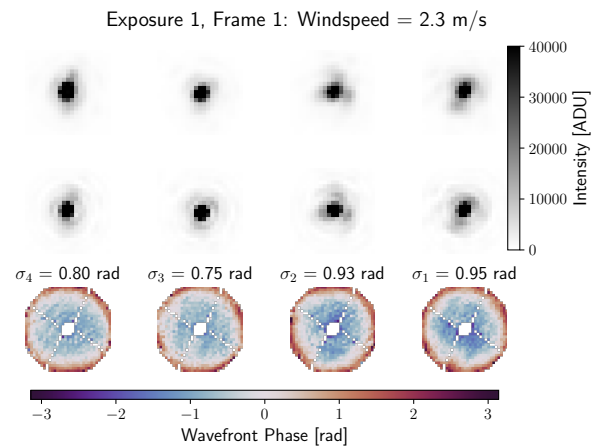 Exposure 1, Frame 1: Windspeed = 2.3 m/s
40000
30000
20000
10000
0
Intensity [ADU]
σ₄ = 0.80 rad σ₃ = 0.75 rad σ₂ = 0.93 rad σ₁ = 0.95 rad
−3 −2 −1 0 1 2 3
Wavefront Phase [rad]